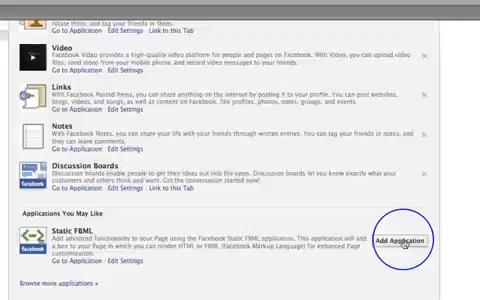 rotate them, and tag your friends in them.
Go to Application · Edit Settings · Link to this Tab
Video
Facebook Video provides a high-quality video platform for people and pages on Facebook. With Video, you can upload video
files, send video from your mobile phone, and record video messages to your friends.
Go to Application · Edit Settings
Links
With Facebook Posted Items, you can share anything on the Internet by posting it to your profile. You can post websites,
blogs, videos, and songs, as well as content on Facebook, like profiles, photos, notes, groups, and events.
Go to Application · Edit Settings
Notes
With Facebook Notes, you can share your life with your friends through written entries. You can tag your friends in notes, and
they can leave comments.
Go to Application · Edit Settings
Discussion Boards
Discussion boards enable people to get their ideas out into the open. Discussion Boards let you know exactly what your
customers and others think and want. Get the conversation started now!
Go to Application · Edit Settings · Link to this Tab
facebook
Applications You May Like
Static FBML
Add advanced functionality to your Page using the Facebook Static FBML application. This application will add
a box to your Page in which you can render HTML or FBML (Facebook Markup Language) for enhanced Page
customization.
Go to Application · Edit Settings
facebook
Add Application
Browse more applications »